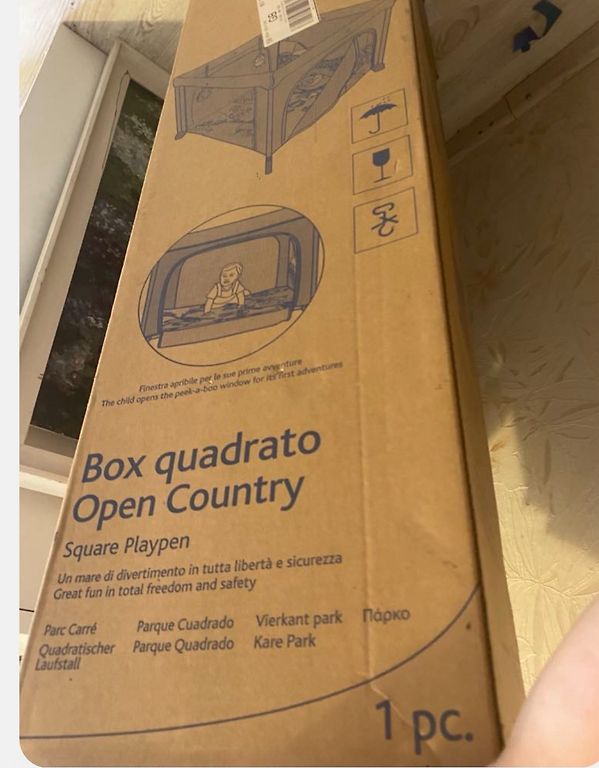 Finestra apribile per le sue prime avventure
The child opens the peek-a-boo window for its first adventures
Box quadrato
Open Country
Square Playpen
Un mare di divertimento in tutta libertà e sicurezza
Great fun in total freedom and safety
Parc Carré Parque Cuadrado Vierkant park Πάρκο
Quadratischer Parque Quadrado Kare Park
Laufstall
1 pc.